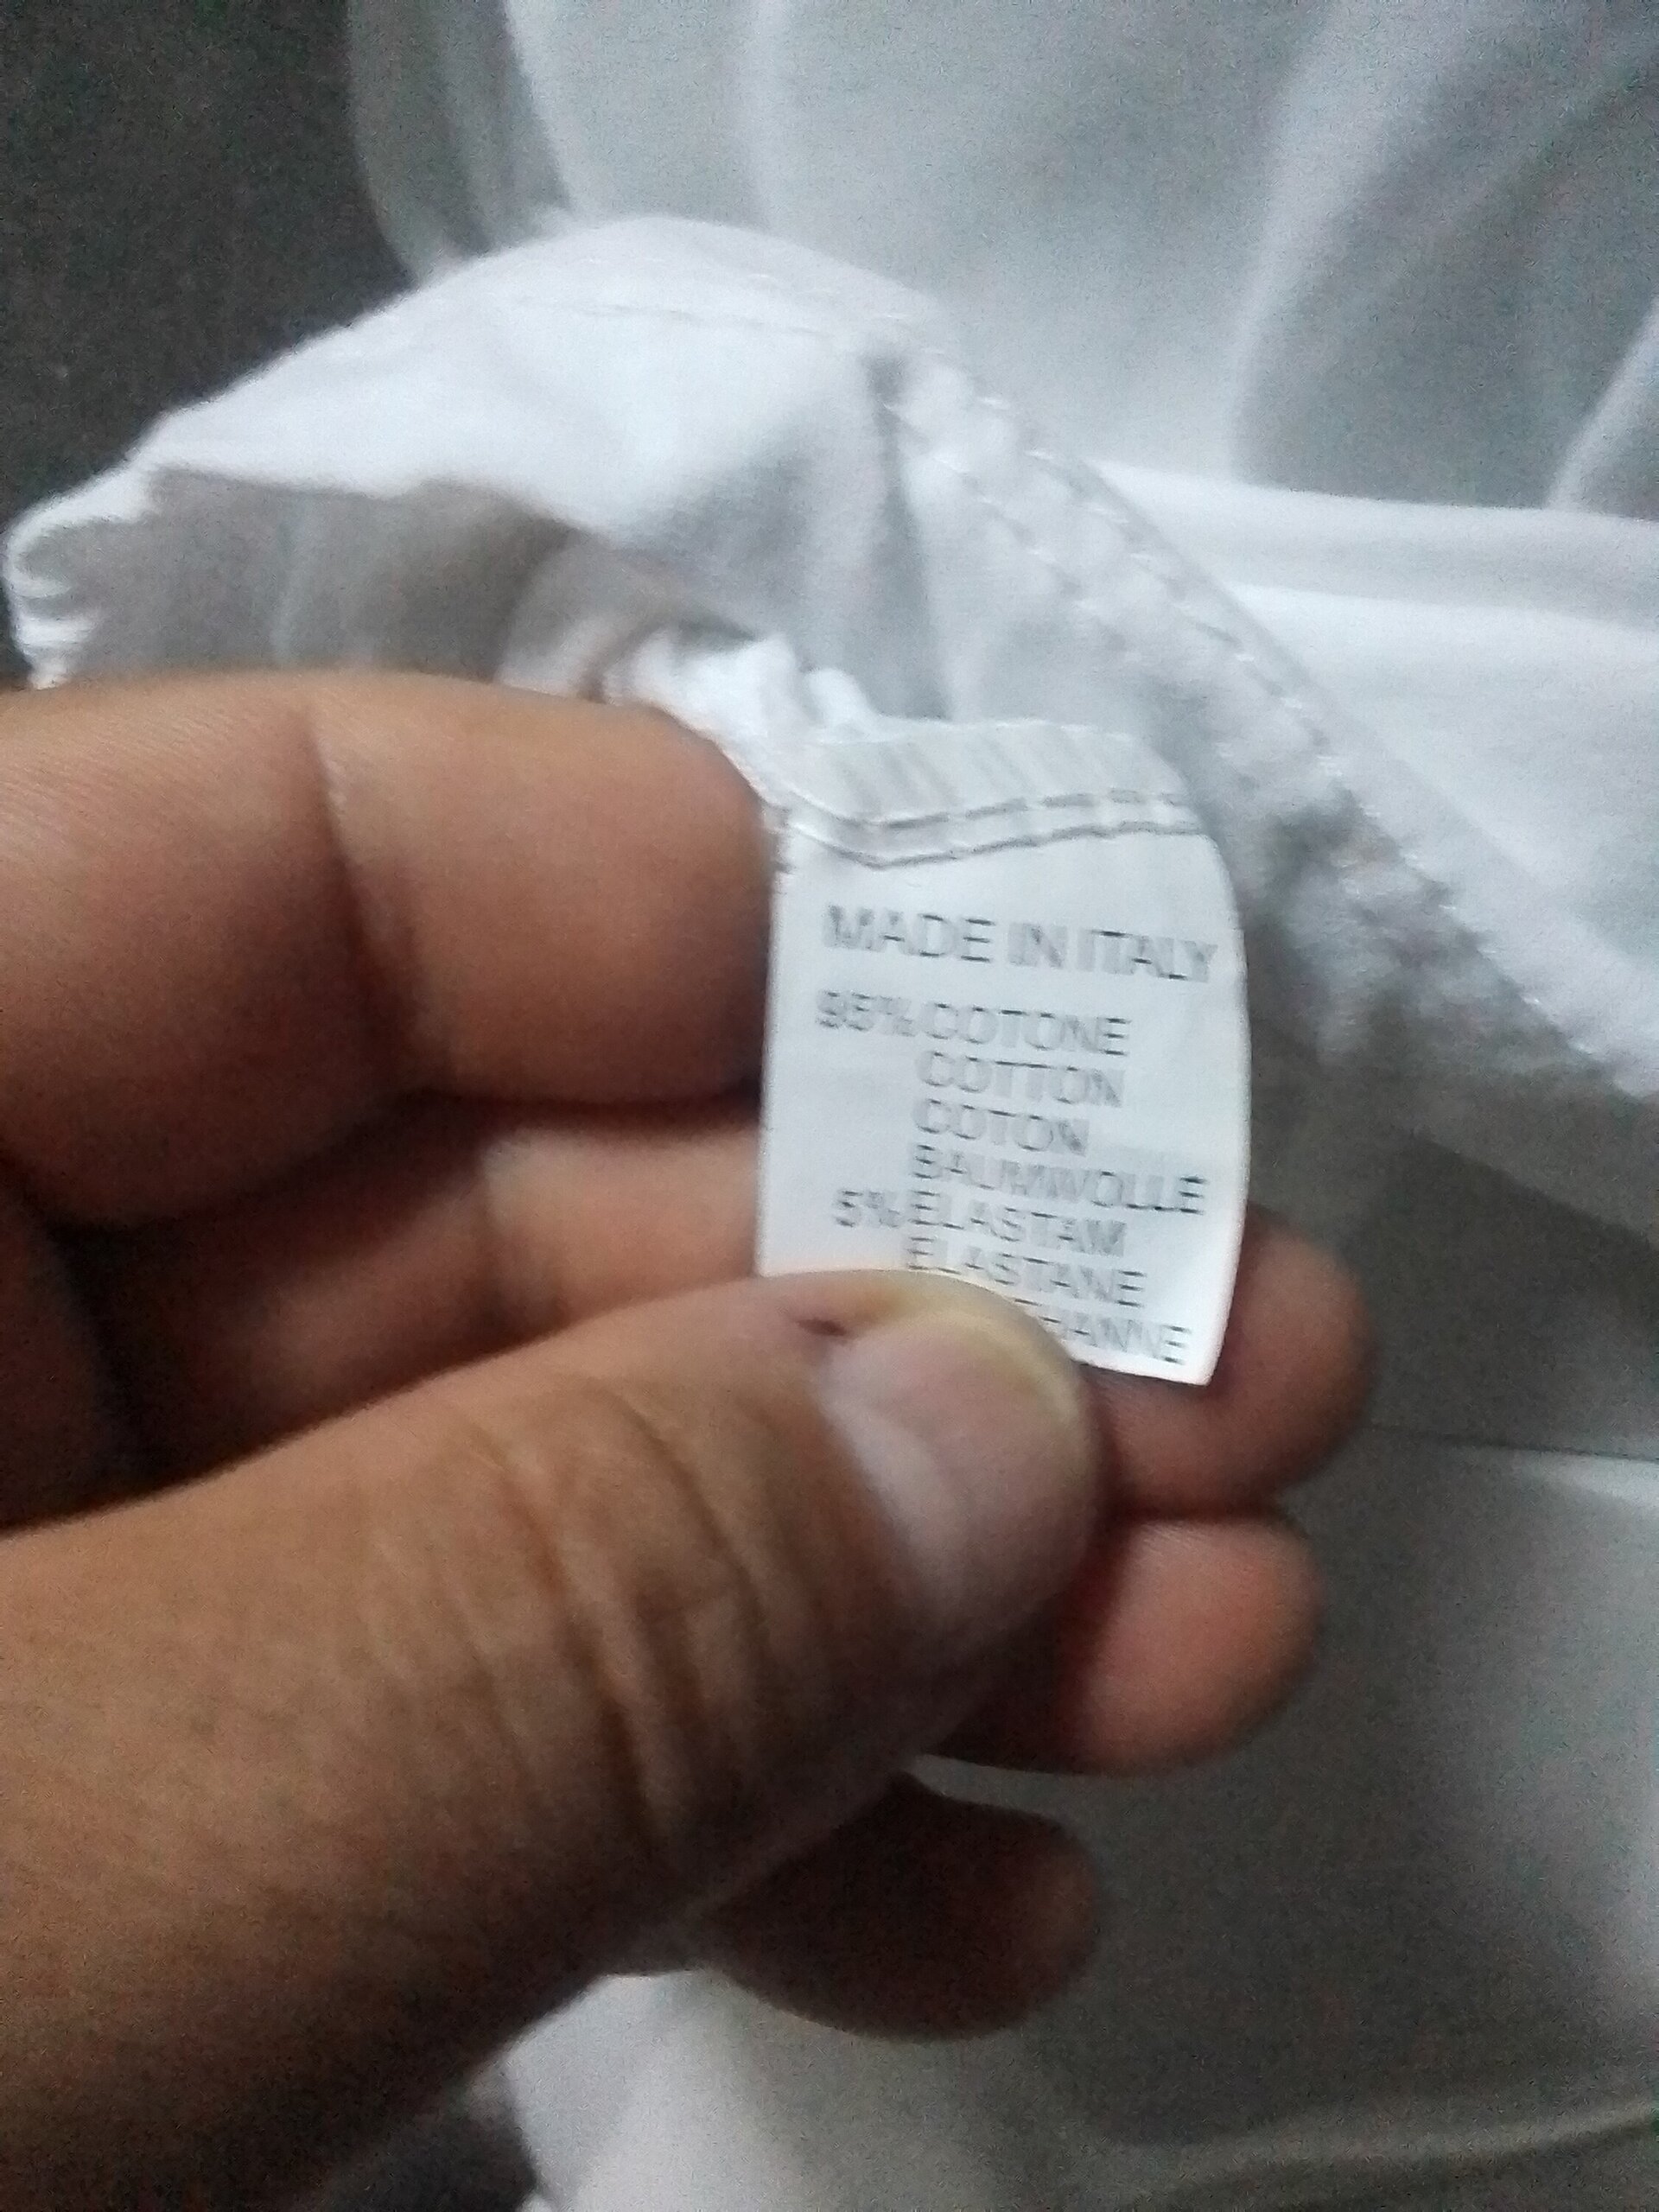 MADE IN ITALY
95% COTONE
COTTON
COTON
BAUMWOLLE
5% ELASTAM
ELASTANE